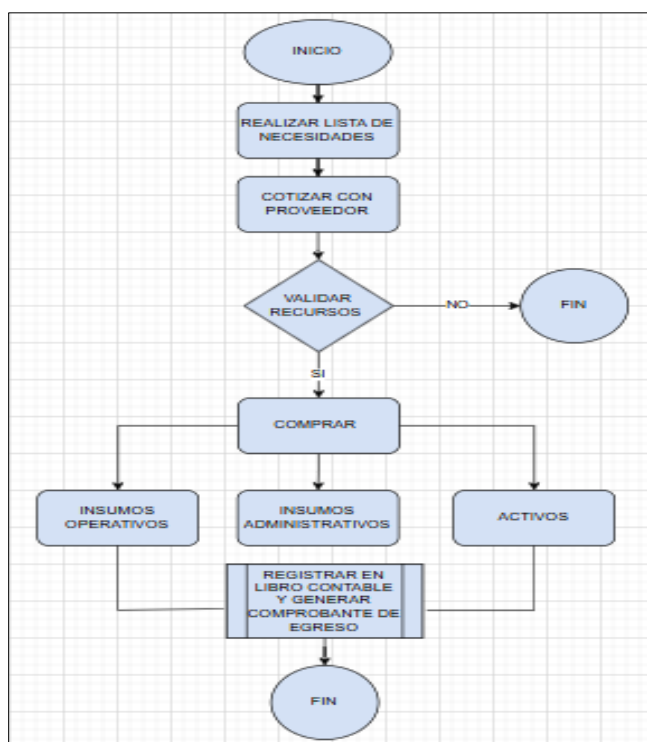 INICIO
REALIZAR LISTA DE
NECESIDADES
COTIZAR CON
PROVEEDOR
VALIDAR
RECURSOS
NO
FIN
SI
COMPRAR
INSUMOS
OPERATIVOS
INSUMOS
ADMINISTRATIVOS
ACTIVOS
REGISTRAR EN
LIBRO CONTABLE
Y GENERAR
COMPROBANTE DE
EGRESO
FIN